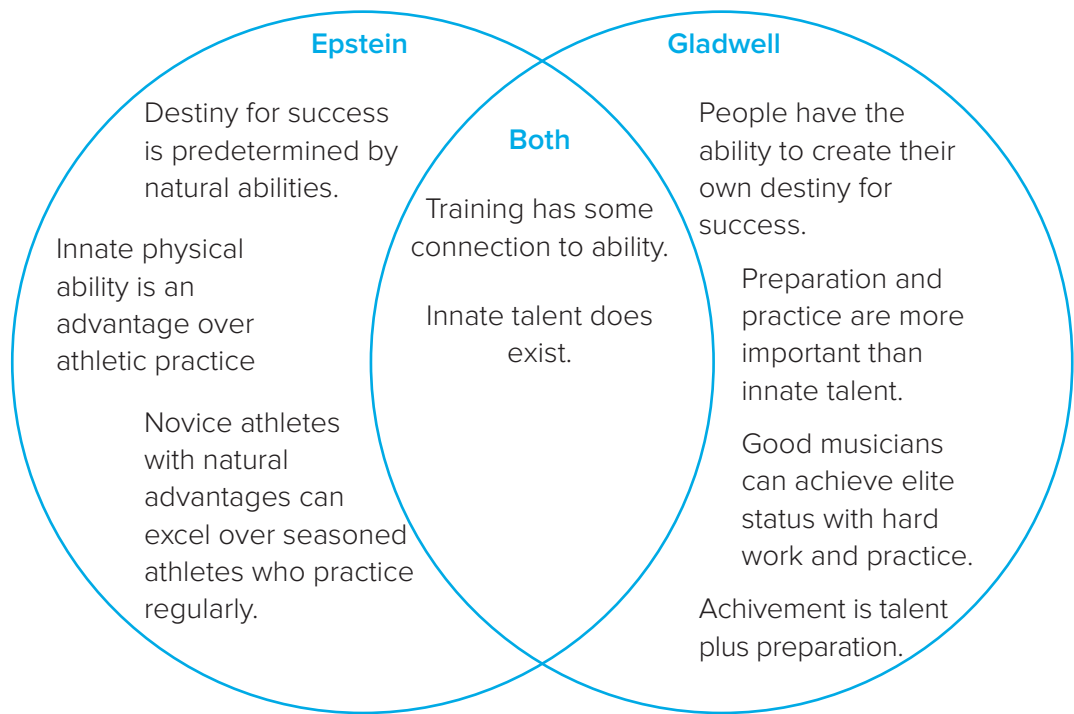 Epstein
Destiny for success
is predetermined by
natural abilities.
Innate physical
ability is an
advantage over
athletic practice
Novice athletes
with natural
advantages can
excel over seasoned
athletes who practice
regularly.
Both
Training has some
connection to ability.
Innate talent does
exist.
Gladwell
People have the
ability to create their
own destiny for
success.
Preparation and
practice are more
important than
innate talent.
Good musicians
can achieve elite
status with hard
work and practice.
Achivement is talent
plus preparation.